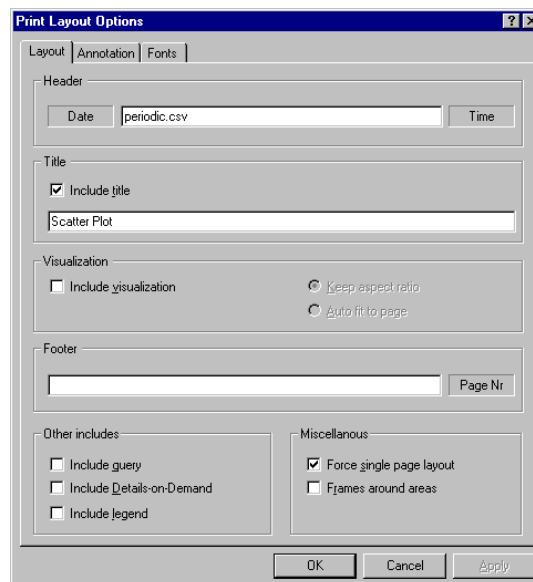 Print Layout Options
Layout Annotation Fonts
Header
Date periodic.csv Time
Title
Include title
Scatter Plot
Visualization
Include visualization Keep aspect ratio
Auto fit to page
Footer
Page Nr
Other includes Miscellanous
Include query Force single page layout
Include Details-on-Demand Frames around areas
Include legend
OK Cancel Apply